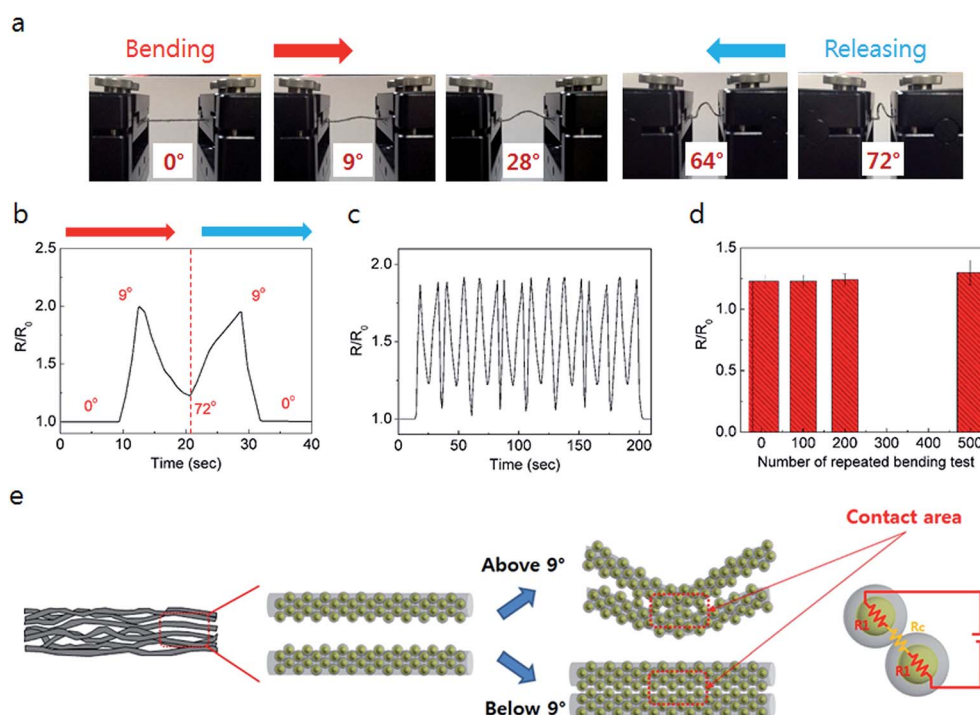 a
Bending
Releasing
0°
9°
28°
64°
72°
b
2.5
2.0
1.5
1.0
R/R0
9°
9°
0°
72°
0°
0 10 20 30 40
Time (sec)
c
2.0
1.5
1.0
R/R0
0 50 100 150 200
Time (sec)
d
1.5
1.0
0.5
0.0
R/R0
0 100 200 300 400 500
Number of repeated bending test
e
Contact area
Above 9°
Below 9°
R1
Rc
R1